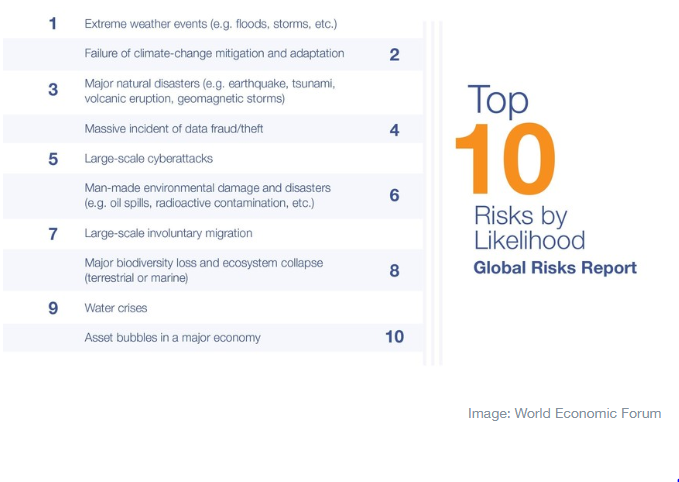 1 Extreme weather events (e.g. floods, storms, etc.)
Failure of climate-change mitigation and adaptation 2
3 Major natural disasters (e.g. earthquake, tsunami,
volcanic eruption, geomagnetic storms)
Massive incident of data fraud/theft 4
5 Large-scale cyberattacks
Man-made environmental damage and disasters
(e.g. oil spills, radioactive contamination, etc.) 6
7 Large-scale involuntary migration
Major biodiversity loss and ecosystem collapse
(terrestrial or marine) 8
9 Water crises
Asset bubbles in a major economy 10
Top
10
Risks by
Likelihood
Global Risks Report
Image: World Economic Forum